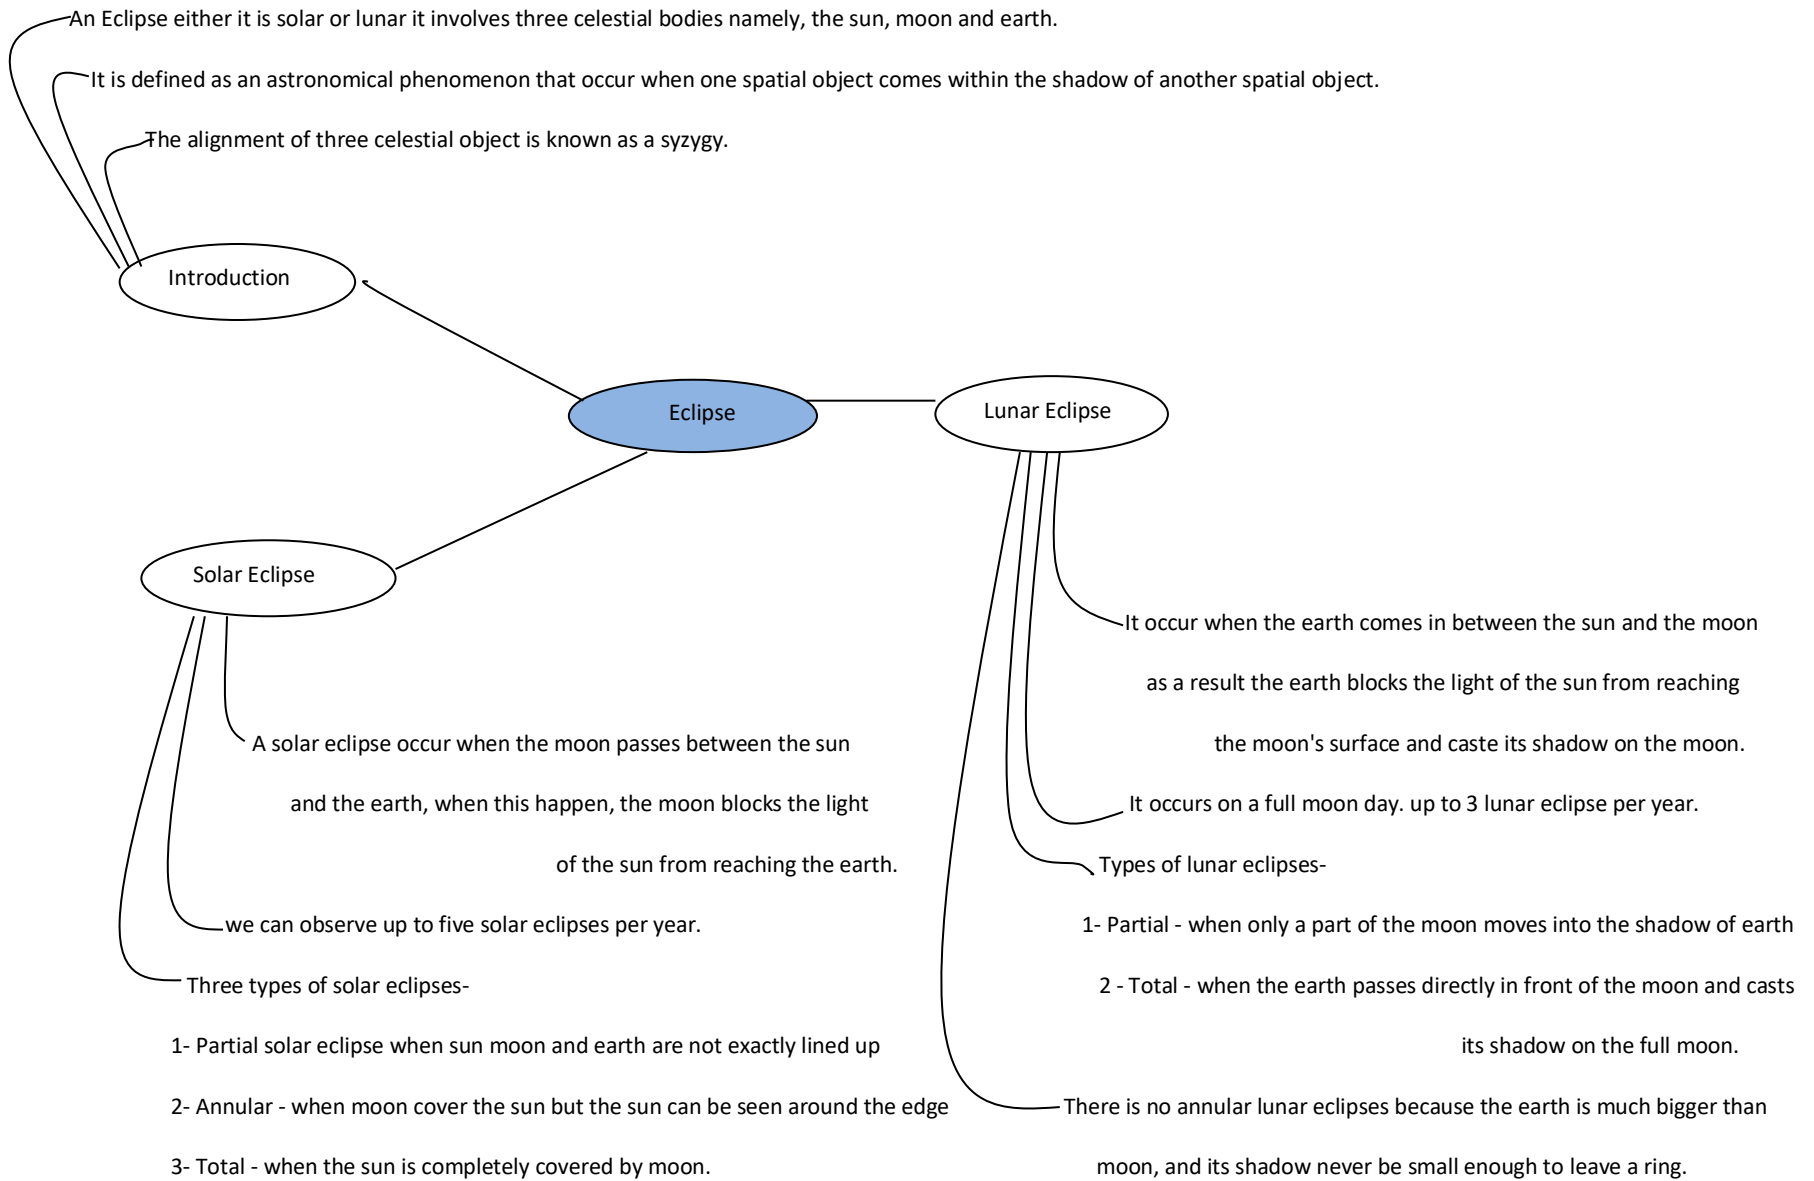 An Eclipse either it is solar or lunar it involves three celestial bodies namely, the sun, moon and earth.
It is defined as an astronomical phenomenon that occur when one spatial object comes within the shadow of another spatial object.
The alignment of three celestial object is known as a syzygy.
Introduction
Eclipse
Lunar Eclipse
Solar Eclipse
A solar eclipse occur when the moon passes between the sun
and the earth, when this happen, the moon blocks the light
of the sun from reaching the earth.
we can observe up to five solar eclipses per year.
Three types of solar eclipses-
1- Partial solar eclipse when sun moon and earth are not exactly lined up
2- Annular - when moon cover the sun but the sun can be seen around the edge
3- Total - when the sun is completely covered by moon.
It occur when the earth comes in between the sun and the moon
as a result the earth blocks the light of the sun from reaching
the moon's surface and caste its shadow on the moon.
It occurs on a full moon day. up to 3 lunar eclipse per year.
Types of lunar eclipses-
1- Partial - when only a part of the moon moves into the shadow of earth
2 - Total - when the earth passes directly in front of the moon and casts
its shadow on the full moon.
There is no annular lunar eclipses because the earth is much bigger than
moon, and its shadow never be small enough to leave a ring.